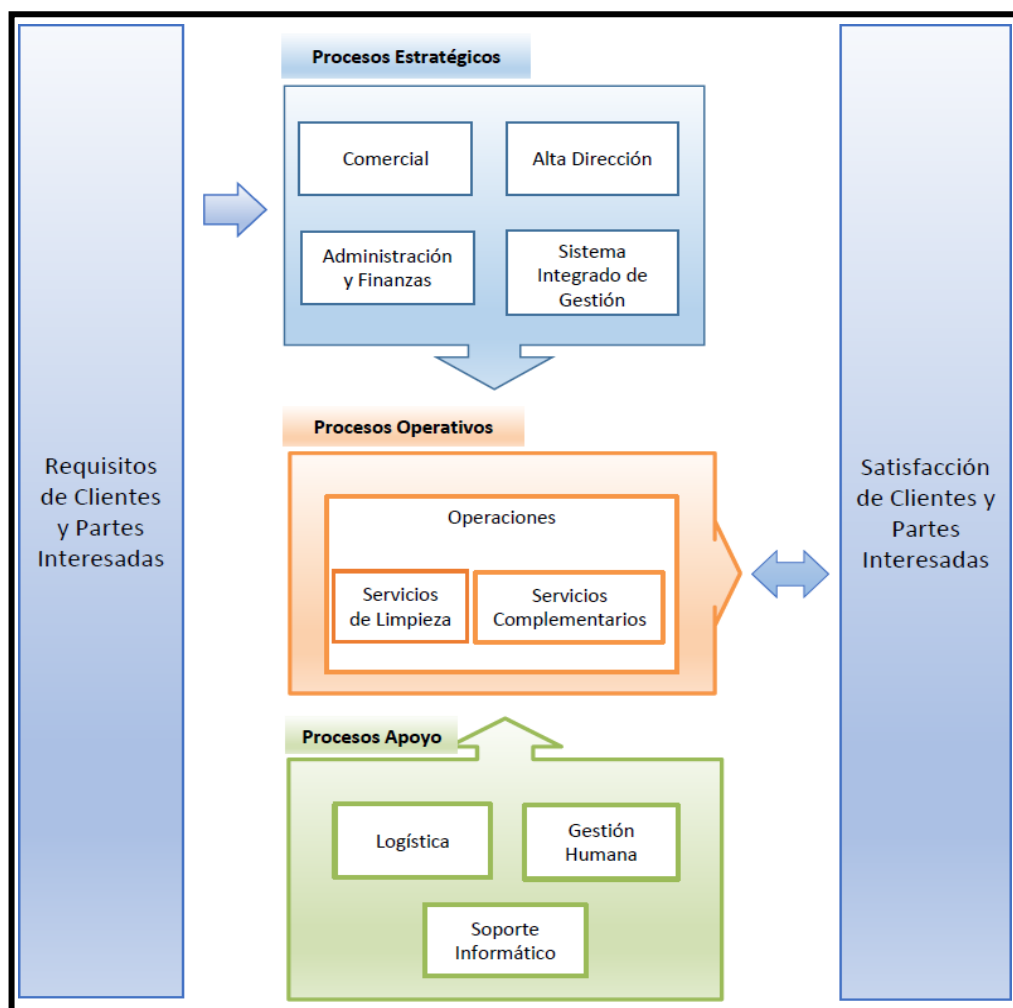 Procesos Estratégicos
Comercial
Alta Dirección
Administración
y Finanzas
Sistema
Integrado de
Gestión
Requisitos
de Clientes
y Partes
Interesadas
Procesos Operativos
Operaciones
Servicios
de Limpieza
Servicios
Complementarios
Satisfacción
de Clientes y
Partes
Interesadas
Procesos Apoyo
Logística
Gestión
Humana
Soporte
Informático